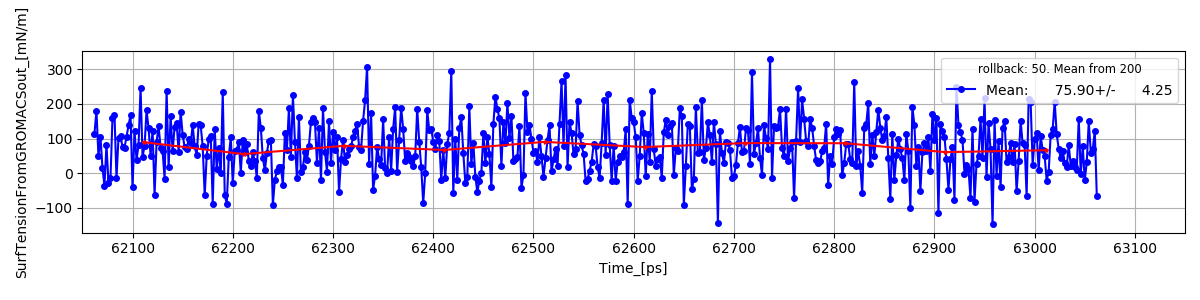 SurfTensionFromGROMACSout_[mN/m]
300
200
100
0
−100
rollback: 50. Mean from 200
Mean: 75.90+/- 4.25
62100 62200 62300 62400 62500 62600 62700 62800 62900 63000 63100
Time_[ps]